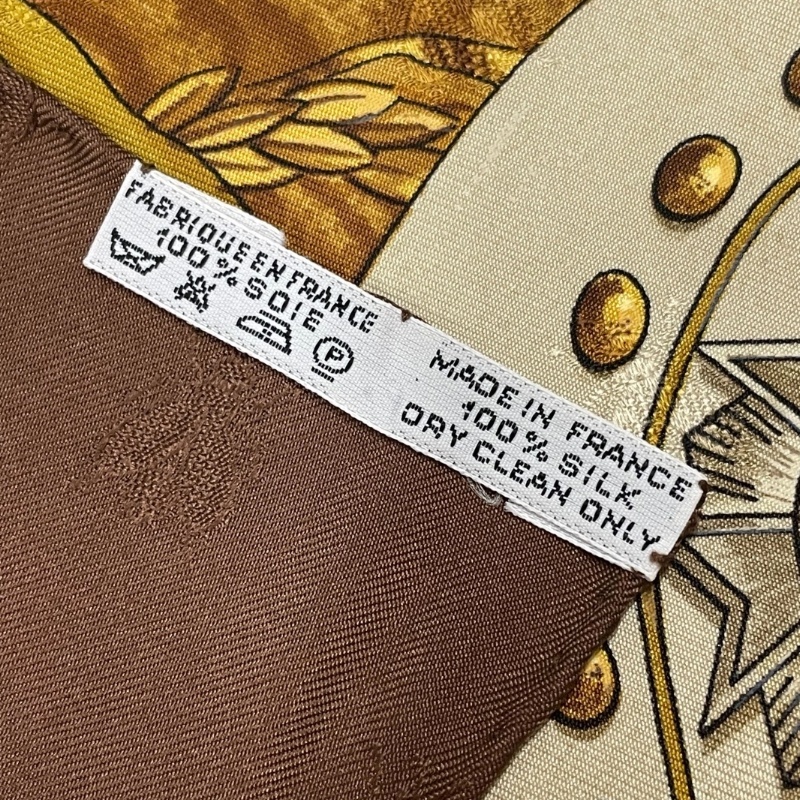 FABRIQUE EN FRANCE
100% SOIE
P
MADE IN FRANCE
100% SILK
DRY CLEAN ONLY